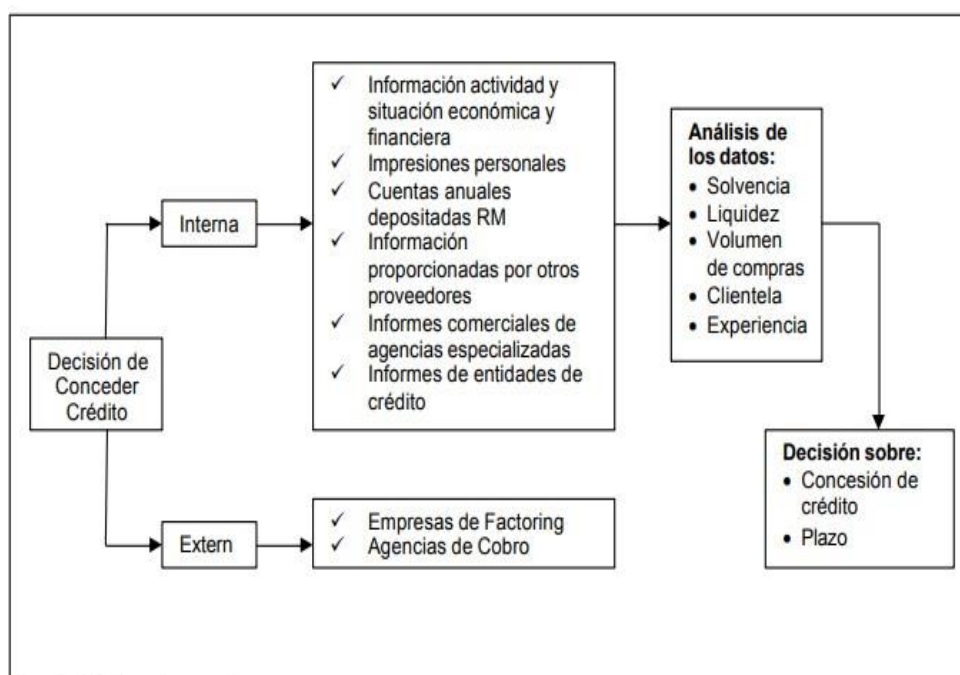 Decisión de
Conceder
Crédito
Interna
✓ Información actividad y
situación económica y
financiera
✓ Impresiones personales
✓ Cuentas anuales
depositadas RM
✓ Información
proporcionadas por otros
proveedores
✓ Informes comerciales de
agencias especializadas
✓ Informes de entidades de
crédito
Análisis de
los datos:
• Solvencia
• Liquidez
• Volumen
de compras
• Clientela
• Experiencia
Decisión sobre:
• Concesión de
crédito
• Plazo
Extern
✓ Empresas de Factoring
✓ Agencias de Cobro